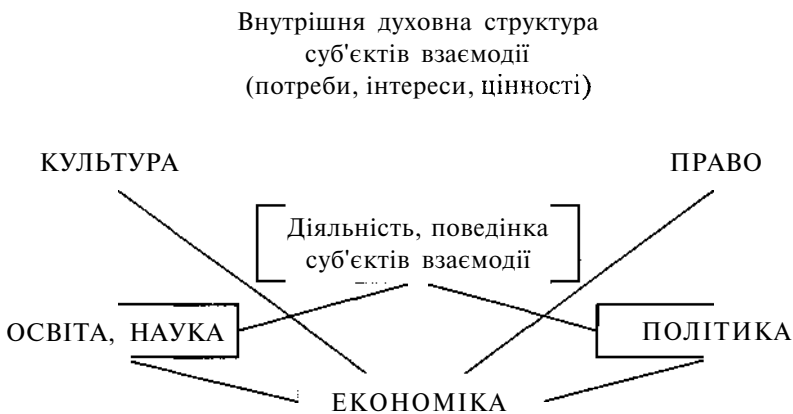 Внутрішня духовна структура
суб'єктів взаємодії
(потреби, інтереси, цінності)
КУЛЬТУРА
ПРАВО
Діяльність, поведінка
суб'єктів взаємодії
ОСВІТА, НАУКА
ПОЛІТИКА
ЕКОНОМІКА